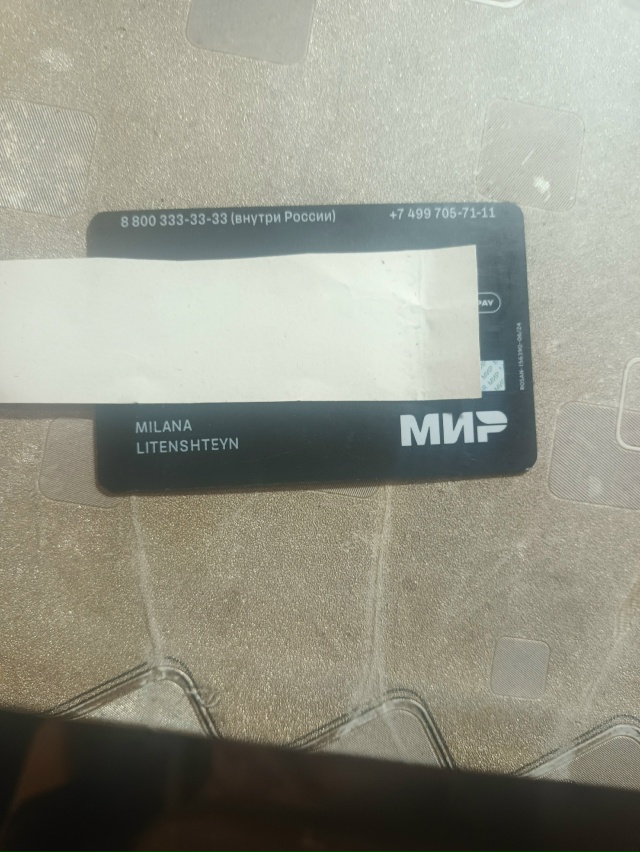 8 800 333-33-33 (внутри России) +7 499 705-71-11
PAY
MILANA
LITENSHTEYN
МИР